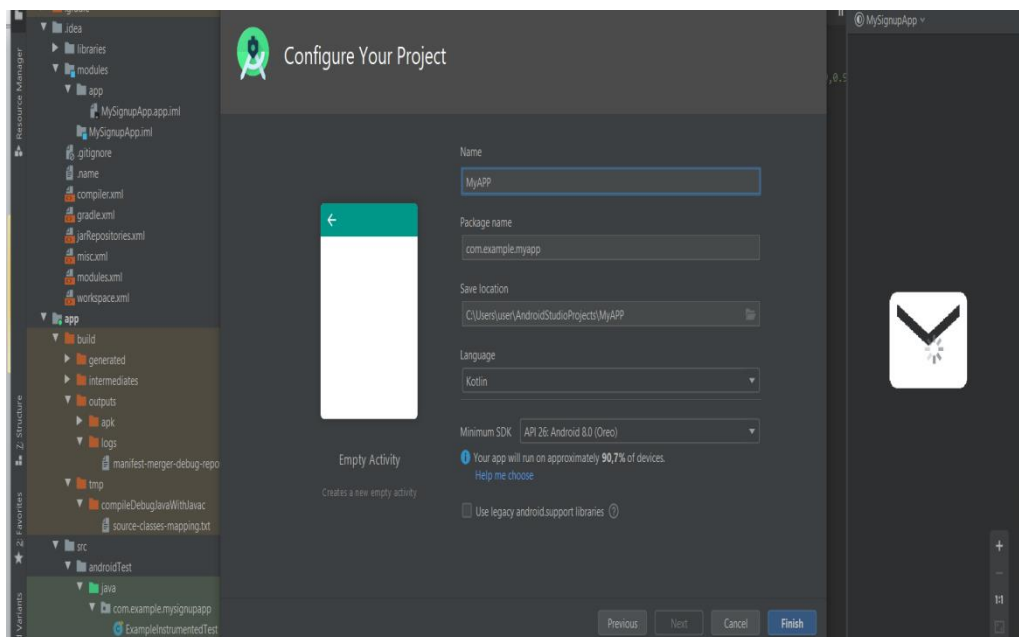 .idea
libraries
modules
app
MySignupApp.app.iml
MySignupApp.iml
.gitignore
.name
compiler.xml
gradle.xml
jarRepositories.xml
misc.xml
modules.xml
workspace.xml
app
build
generated
intermediates
outputs
apk
logs
manifest-merger-debug-repo
tmp
compileDebugJavaWithJavac
source-classes-mapping.txt
src
androidTest
java
com.example.mysignupapp
ExampleInstrumentedTest
Resource Manager
Z: Structure
2: Favorites
Variants
Configure Your Project
Empty Activity
Creates a new empty activity
Name
MyAPP
Package name
com.example.myapp
Save location
C:\Users\user\AndroidStudioProjects\MyAPP
Language
Kotlin
Minimum SDK API 26: Android 8.0 (Oreo)
Your app will run on approximately 90,7% of devices.
Help me choose
Use legacy android.support libraries
Previous Next Cancel Finish
MySignupApp
,0.5
1:1